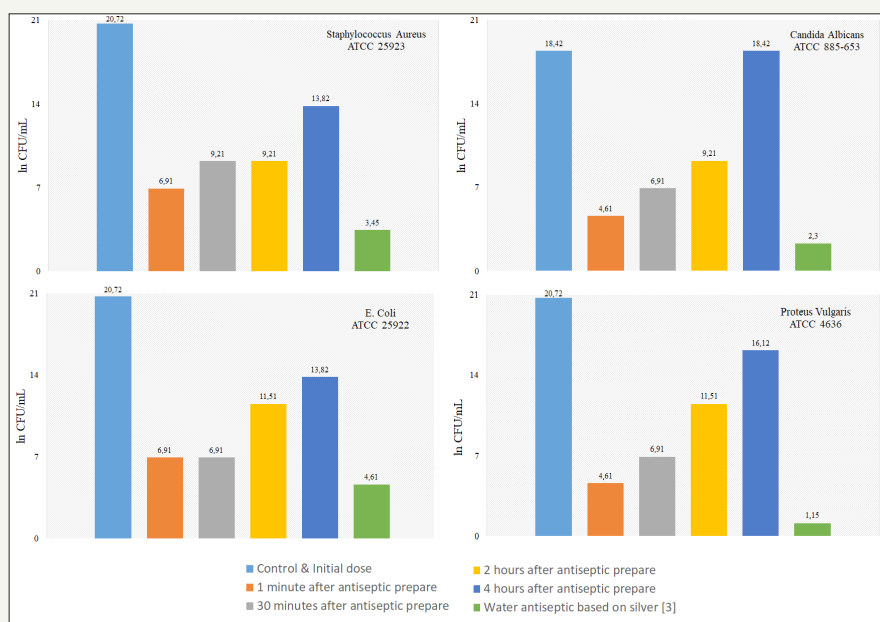 21
20,72
Staphylococcus Aureus
ATCC 25923
14
13,82
ln CFU/mL
9,21
9,21
7
6,91
3,45
0
21
Candida Albicans
ATCC 885-653
18,42
18,42
14
ln CFU/mL
9,21
7
6,91
4,61
2,3
0
21
20,72
E. Coli
ATCC 25922
14
13,82
11,51
ln CFU/mL
7
6,91
6,91
4,61
0
21
20,72
Proteus Vulgaris
ATCC 4636
16,12
14
11,51
ln CFU/mL
7
6,91
4,61
1,15
0
Control & Initial dose
1 minute after antiseptic prepare
30 minutes after antiseptic prepare
2 hours after antiseptic prepare
4 hours after antiseptic prepare
Water antiseptic based on silver [3]